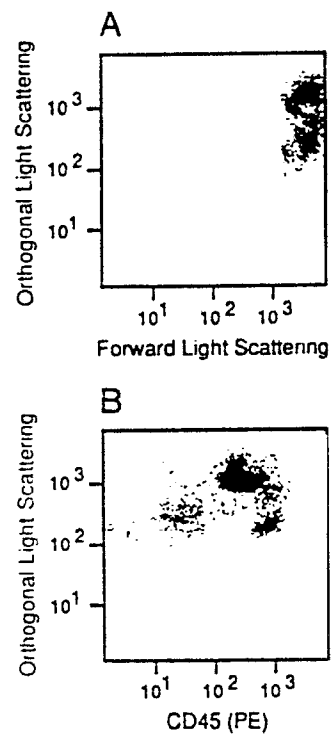 A
Orthogonal Light Scattering
10³
10²
10¹
10¹ 10² 10³
Forward Light Scattering
B
Orthogonal Light Scattering
10³
10²
10¹
10¹ 10² 10³
CD45 (PE)